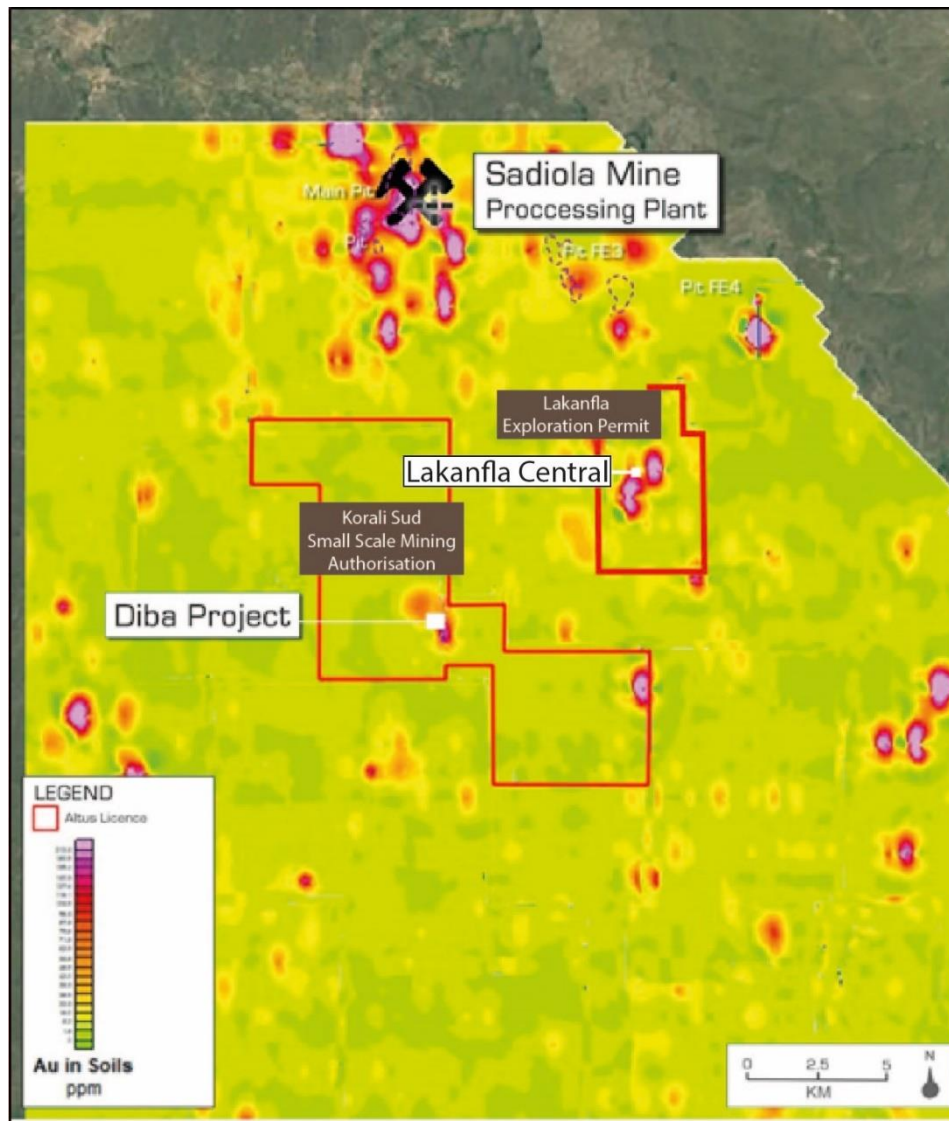 Sadiola Mine
Proccessing Plant
Main Pit
Pit
Pit FE3
Pit FE4
Lakanfla
Exploration Permit
Lakanfla Central
Korali Sud
Small Scale Mining
Authorisation
Diba Project
LEGEND
Altus Licence
Au in Soils
ppm
0 2.5 5
KM
N